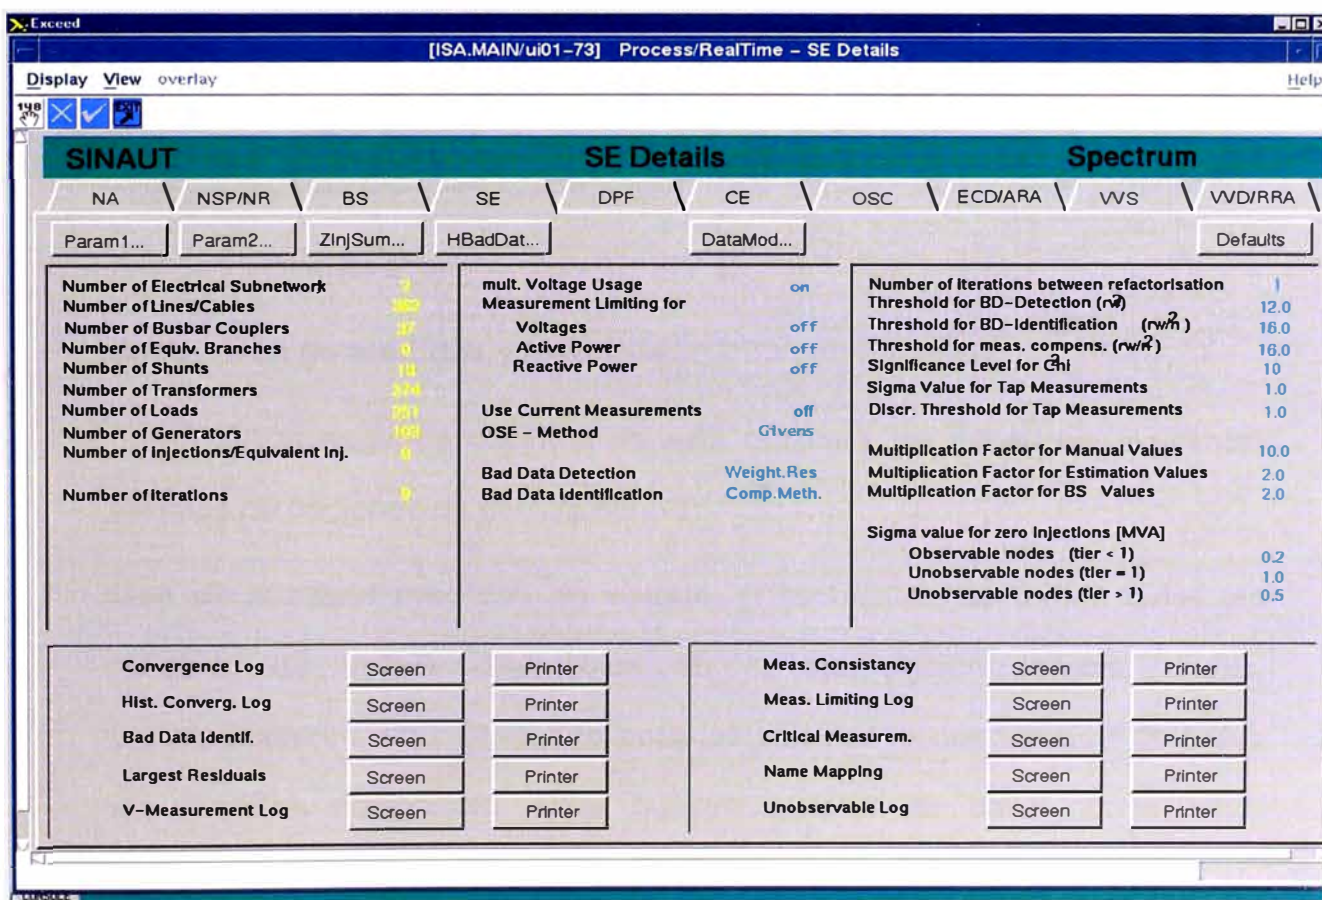 Exceed
[ISA.MAIN/ui01-73] Process/RealTime - SE Details
Display View overlay Help
SINAUT SE Details Spectrum
NA NSP/NR BS SE DPF CE OSC ECD/ARA VVS VVD/RRA
Param1... Param2... ZInjSum... HBadDat... DataMod... Defaults
Number of Electrical Subnetwork
Number of Lines/Cables
Number of Busbar Couplers
Number of Equiv. Branches
Number of Shunts
Number of Transformers
Number of Loads
Number of Generators
Number of Injections/Equivalent Inj.
Number of Iterations
mult. Voltage Usage on
Measurement Limiting for
Voltages off
Active Power off
Reactive Power off
Use Current Measurements off
OSE - Method Givens
Bad Data Detection Weight.Res
Bad Data Identification Comp.Meth.
Number of Iterations between refactorisation 1
Threshold for BD-Detection 12.0
Threshold for BD-Identification 16.0
Threshold for meas. compens. 16.0
Significance Level for Chi 2 10
Sigma Value for Tap Measurements 1.0
Discr. Threshold for Tap Measurements 1.0
Multiplication Factor for Manual Values 10.0
Multiplication Factor for Estimation Values 2.0
Multiplication Factor for BS Values 2.0
Sigma value for zero Injections [MVA]
Observable nodes (tier < 1) 0.2
Unobservable nodes (tier = 1) 1.0
Unobservable nodes (tier > 1) 0.5
Convergence Log Screen Printer
Hist. Converg. Log Screen Printer
Bad Data Identif. Screen Printer
Largest Residuals Screen Printer
V-Measurement Log Screen Printer
Meas. Consistancy Screen Printer
Meas. Limiting Log Screen Printer
Critical Measurem. Screen Printer
Name Mapping Screen Printer
Unobservable Log Screen Printer